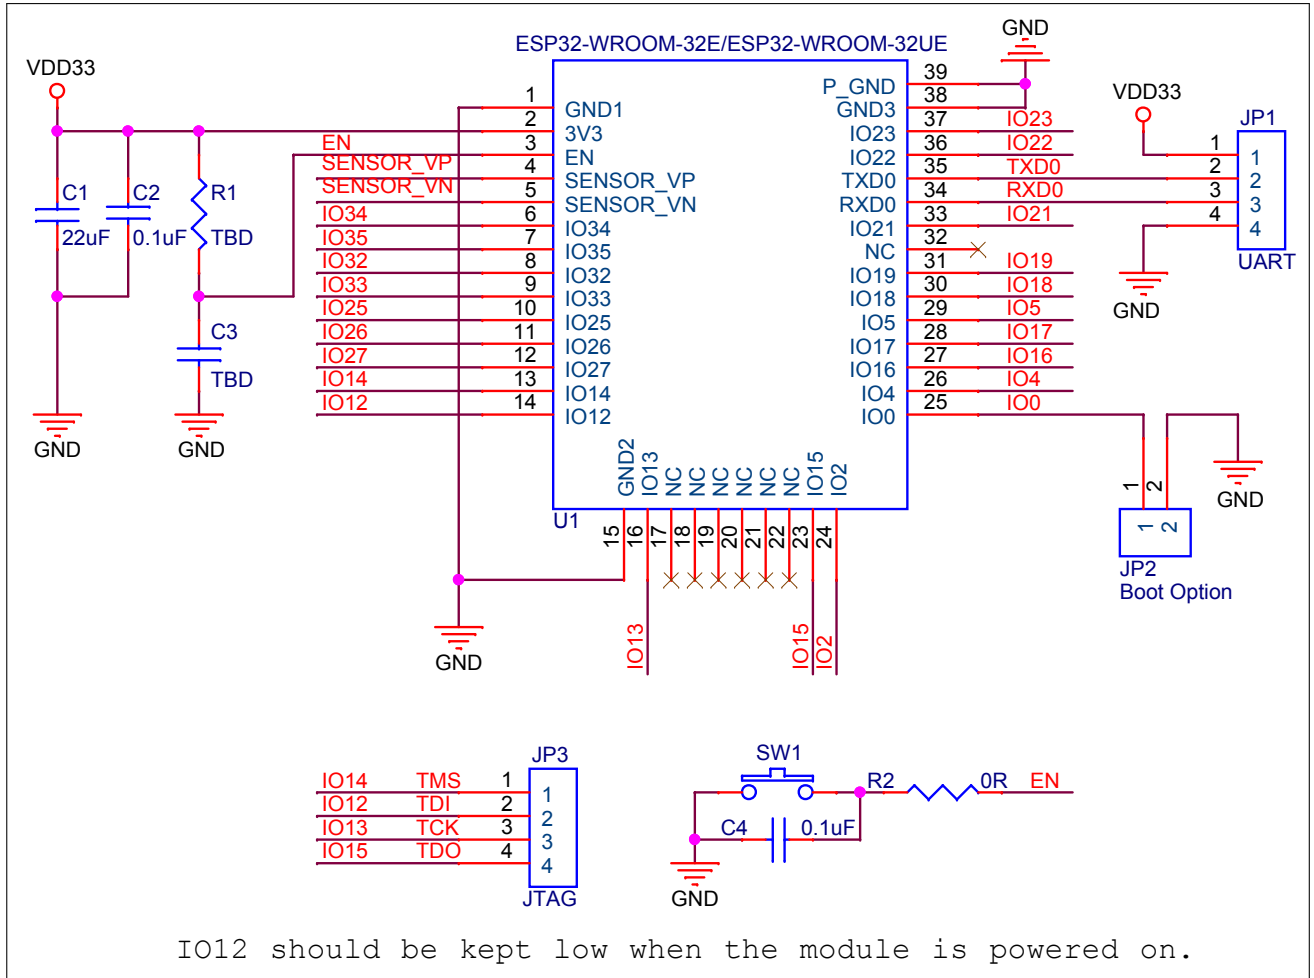 ESP32-WROOM-32E/ESP32-WROOM-32UE
GND
VDD33
C1
22uF
C2
0.1uF
R1
TBD
C3
TBD
GND
GND
EN
SENSOR_VP
SENSOR_VN
IO34
IO35
IO32
IO33
IO25
IO26
IO27
IO14
IO12
1 GND1
2 3V3
3 EN
4 SENSOR_VP
5 SENSOR_VN
6 IO34
7 IO35
8 IO32
9 IO33
10 IO25
11 IO26
12 IO27
13 IO14
14 IO12
P_GND 39
GND3 38
IO23 37 IO23
IO22 36 IO22
TXD0 35 TXD0
RXD0 34 RXD0
IO21 33 IO21
NC 32
IO19 31 IO19
IO18 30 IO18
IO5 29 IO5
IO17 28 IO17
IO16 27 IO16
IO4 26 IO4
IO0 25 IO0
GND2 IO13 NC NC NC NC NC NC IO15 IO2
U1
15 16 17 18 19 20 21 22 23 24
IO13 IO15 IO2
GND
VDD33
JP1
1 1
2 2
3 3
4 4
UART
GND
GND
1 2
1 2
JP2
Boot Option
JP3
IO14 TMS 1 1
IO12 TDI 2 2
IO13 TCK 3 3
IO15 TDO 4 4
JTAG
SW1
R2 0R EN
C4 0.1uF
GND
IO12 should be kept low when the module is powered on.